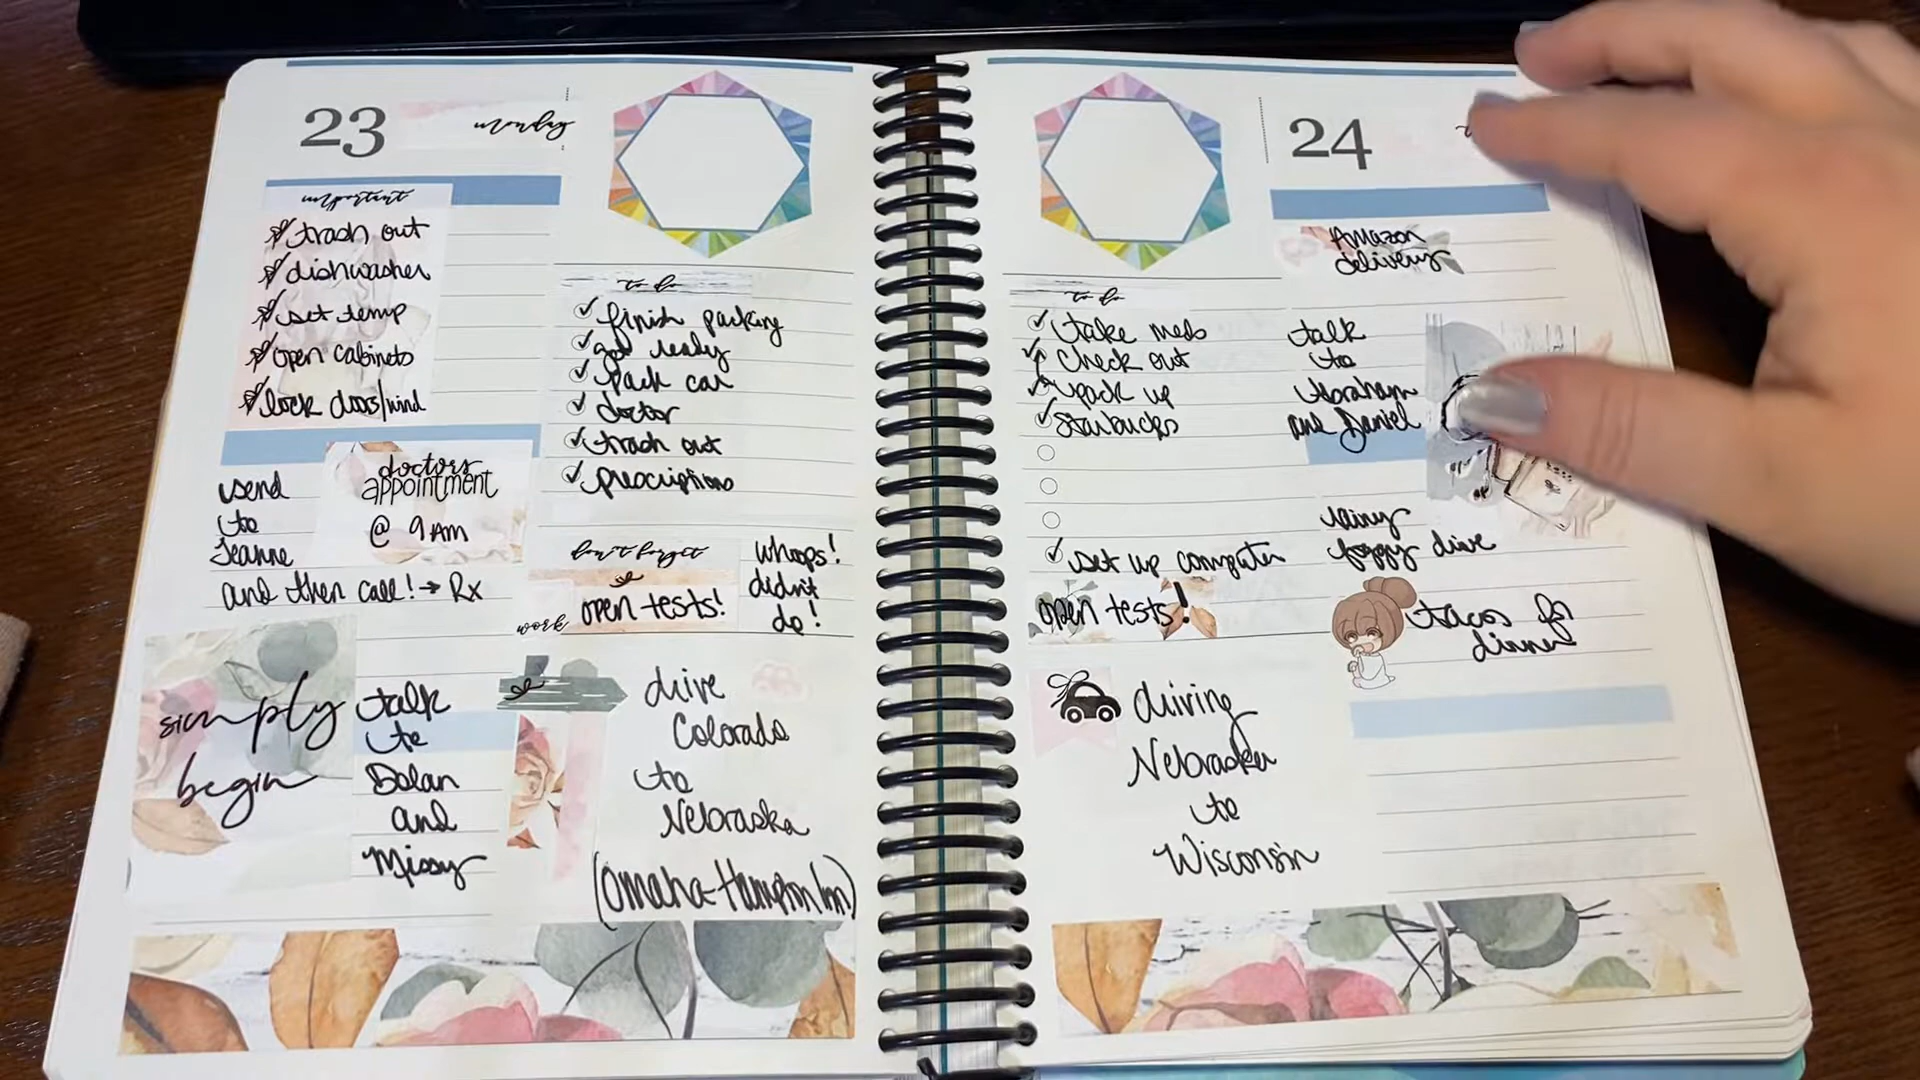 23
monday
important
trash out
dishwasher
set temp
open cabinets
lock doors/wind
send
to
Jeanne
and then call! → Rx
doctors
appointment
@ 9 AM
to do
finish packing
get ready
pack car
doctor
trash out
prescriptions
don't forget
open tests!
work
whoops!
didn't
do!
simply
begin
talk
to
Dolan
and
Missy
drive
Colorado
to
Nebraska
(Omaha-Hampton Inn)
24
to do
take meds
check out
pack up
Starbucks
set up computer
open tests!
Amazon
delivery
talk
to
Abraham
and Daniel
rainy
foggy drive
tacos for
dinner
driving
Nebraska
to
Wisconsin